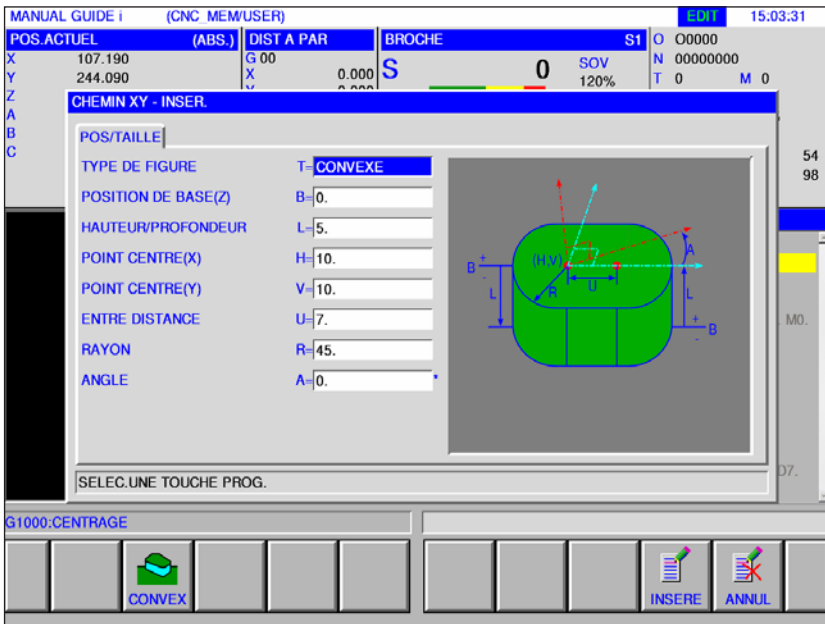 MANUAL GUIDE i (CNC_MEM/USER) EDIT 15:03:31
POS.ACTUEL (ABS.) DIST A PAR BROCHE S1 O O0000
X 107.190 G 00 S 0 SOV 120% N 00000000
Y 244.090 X 0.000 T 0 M 0
Z
A
B
C
54
98
CHEMIN XY - INSER.
POS/TAILLE
TYPE DE FIGURE T= CONVEXE
POSITION DE BASE(Z) B= 0.
HAUTEUR/PROFONDEUR L= 5.
POINT CENTRE(X) H= 10.
POINT CENTRE(Y) V= 10.
ENTRE DISTANCE U= 7.
RAYON R= 45.
ANGLE A= 0. *
A
B + - (H,V)
L R U L
+ - B
M0.
D7.
SELEC.UNE TOUCHE PROG.
G1000:CENTRAGE
CONVEX INSERE ANNUL